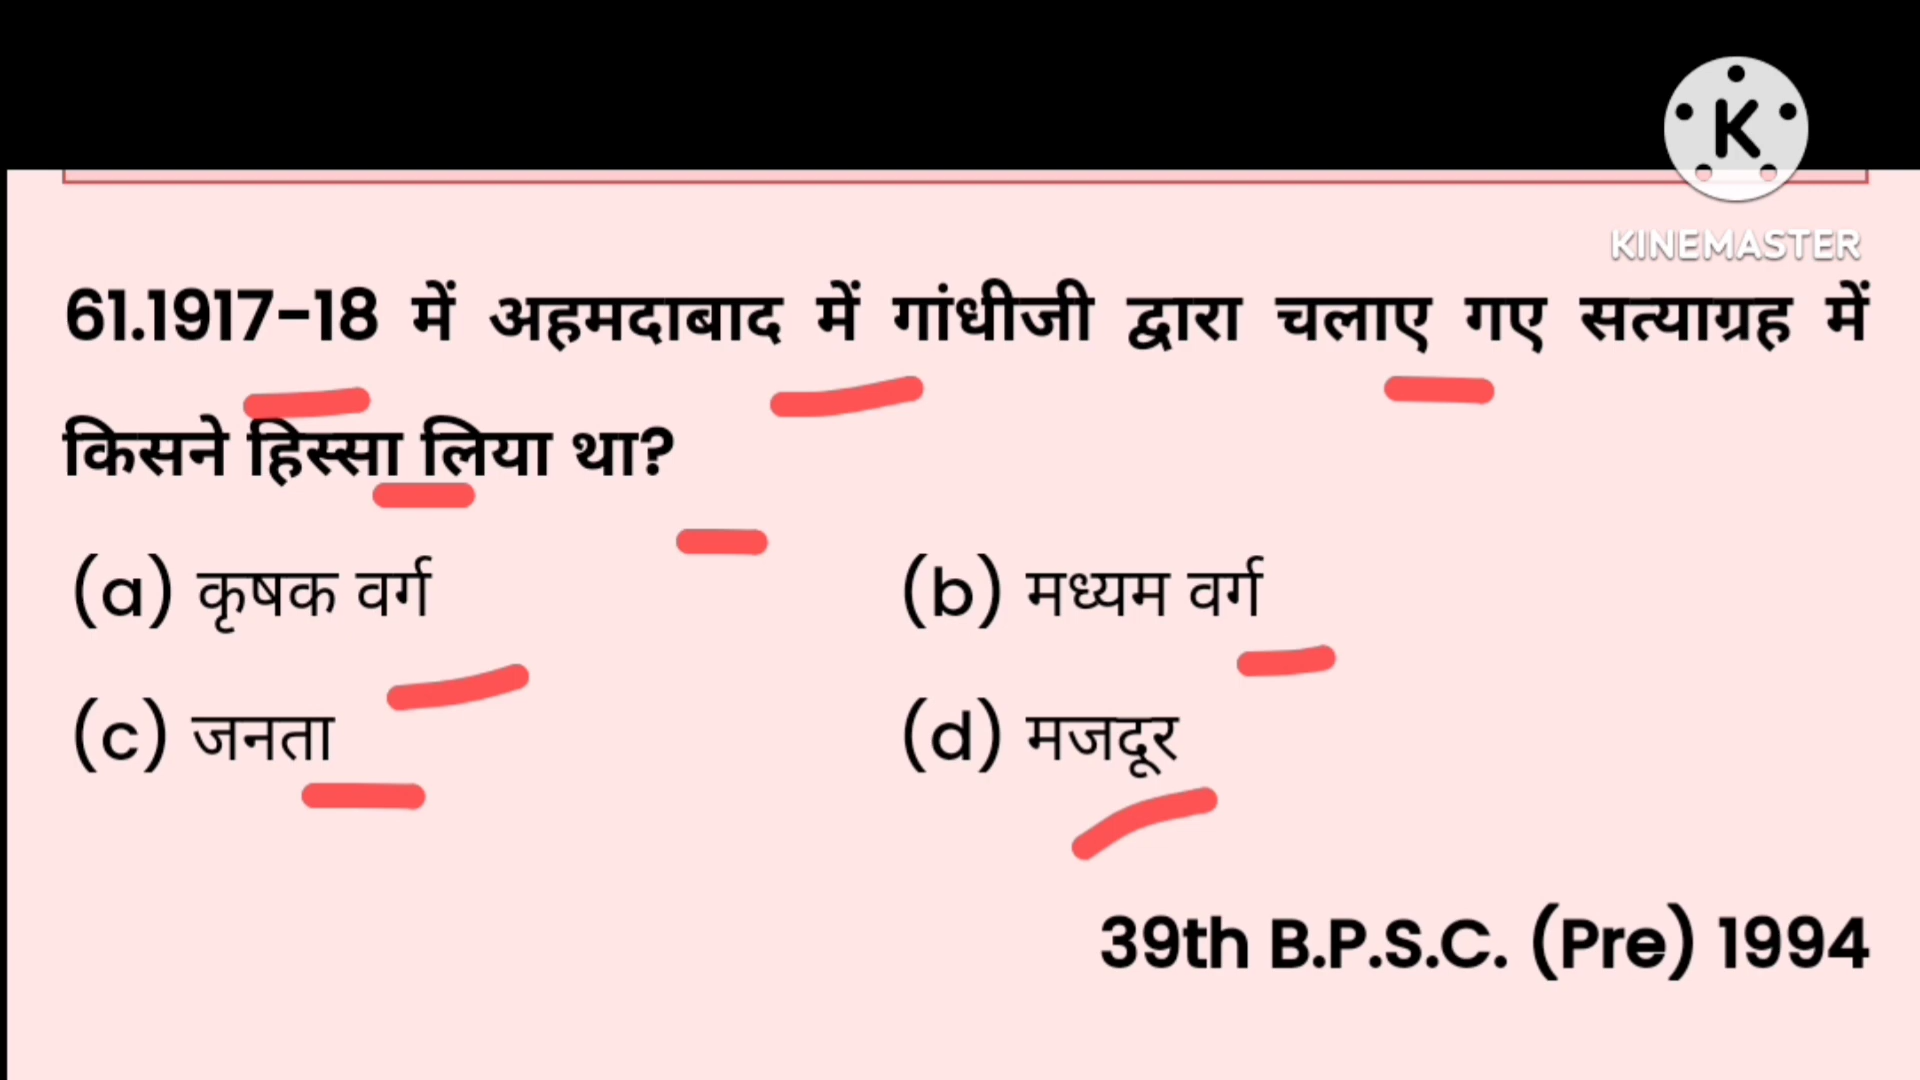 K
KINEMASTER
61.1917-18 में अहमदाबाद में गांधीजी द्वारा चलाए गए सत्याग्रह में
किसने हिस्सा लिया था?
(a) कृषक वर्ग (b) मध्यम वर्ग
(c) जनता (d) मजदूर
39th B.P.S.C. (Pre) 1994